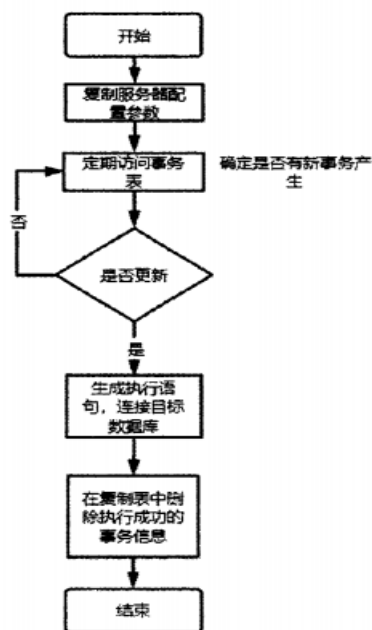 开始
复制服务器配
置参数
定期访问事务
表
确定是否有新事务产
生
否
是否更新
是
生成执行语
句，连接目标
数据库
在复制表中删
除执行成功的
事务信息
结束